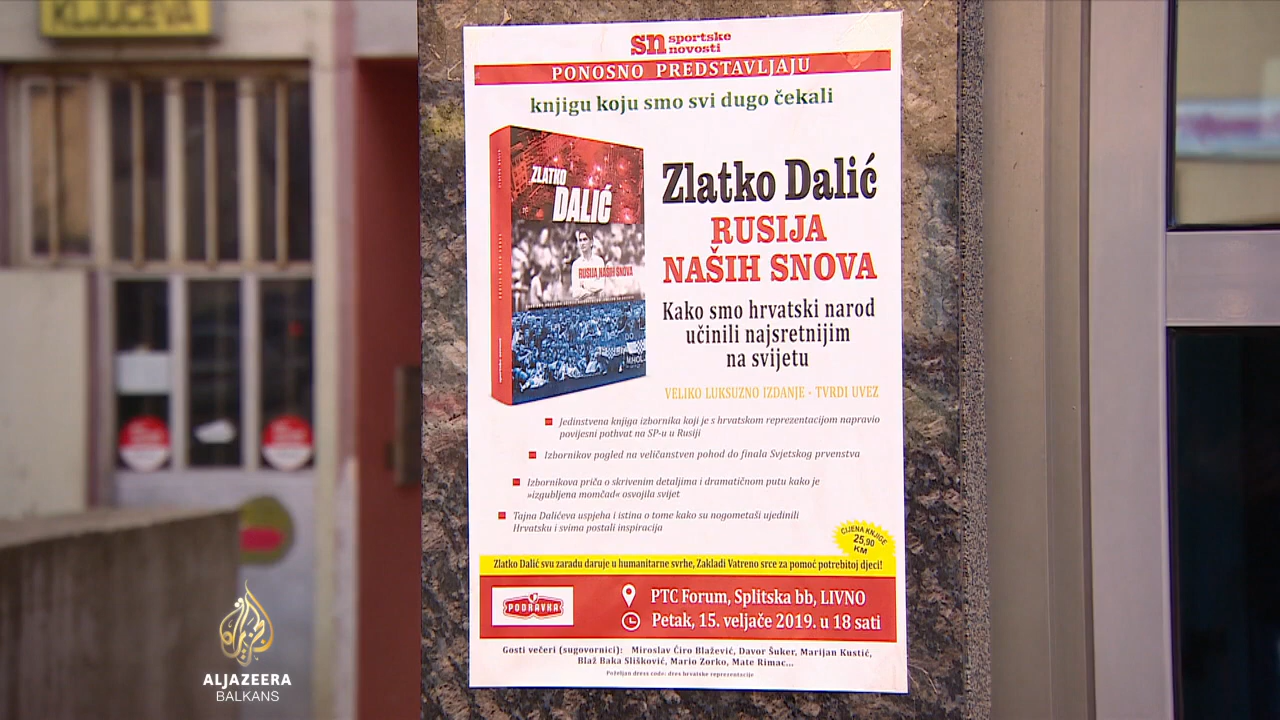 KLJUČEVA
sn sportske
novosti
PONOSNO PREDSTAVLJAJU
knjigu koju smo svi dugo čekali
ZLATKO
DALIĆ
RUSIJA NAŠIH SNOVA
Zlatko Dalić
RUSIJA
NAŠIH SNOVA
Kako smo hrvatski narod
učinili najsretnijim
na svijetu
VELIKO LUKSUZNO IZDANJE - TVRDI UVEZ
Jedinstvena knjiga izbornika koji je s hrvatskom reprezentacijom napravio
povijesni pothvat na SP-u u Rusiji
Izbornikov pogled na veličanstven pohod do finala Svjetskog prvenstva
Izbornikova priča o skrivenim detaljima i dramatičnom putu kako je
»izgubljena momčad« osvojila svijet
Tajna Dalićeva uspjeha i istina o tome kako su nogometaši ujedinili
Hrvatsku i svima postali inspiracija
CIJENA KNJIGE
25,90
KM
Zlatko Dalić svu zaradu daruje u humanitarne svrhe, Zakladi Vatreno srce za pomoć potrebitoj djeci!
PODRAVKA
PTC Forum, Splitska bb, LIVNO
Petak, 15. veljače 2019. u 18 sati
Gosti večeri (sugovornici): Miroslav Ćiro Blažević, Davor Šuker, Marijan Kustić,
Blaž Baka Slišković, Mario Zorko, Mate Rimac...
Poželjan dress code: dres hrvatske reprezentacije
ALJAZEERA
BALKANS